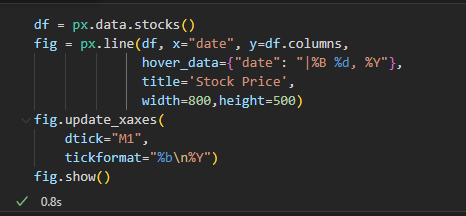 df = px.data.stocks()
fig = px.line(df, x="date", y=df.columns,
              hover_data={"date": "|%B %d, %Y"},
              title='Stock Price',
              width=800,height=500)
fig.update_xaxes(
    dtick="M1",
    tickformat="%b\n%Y")
fig.show()
0.8s